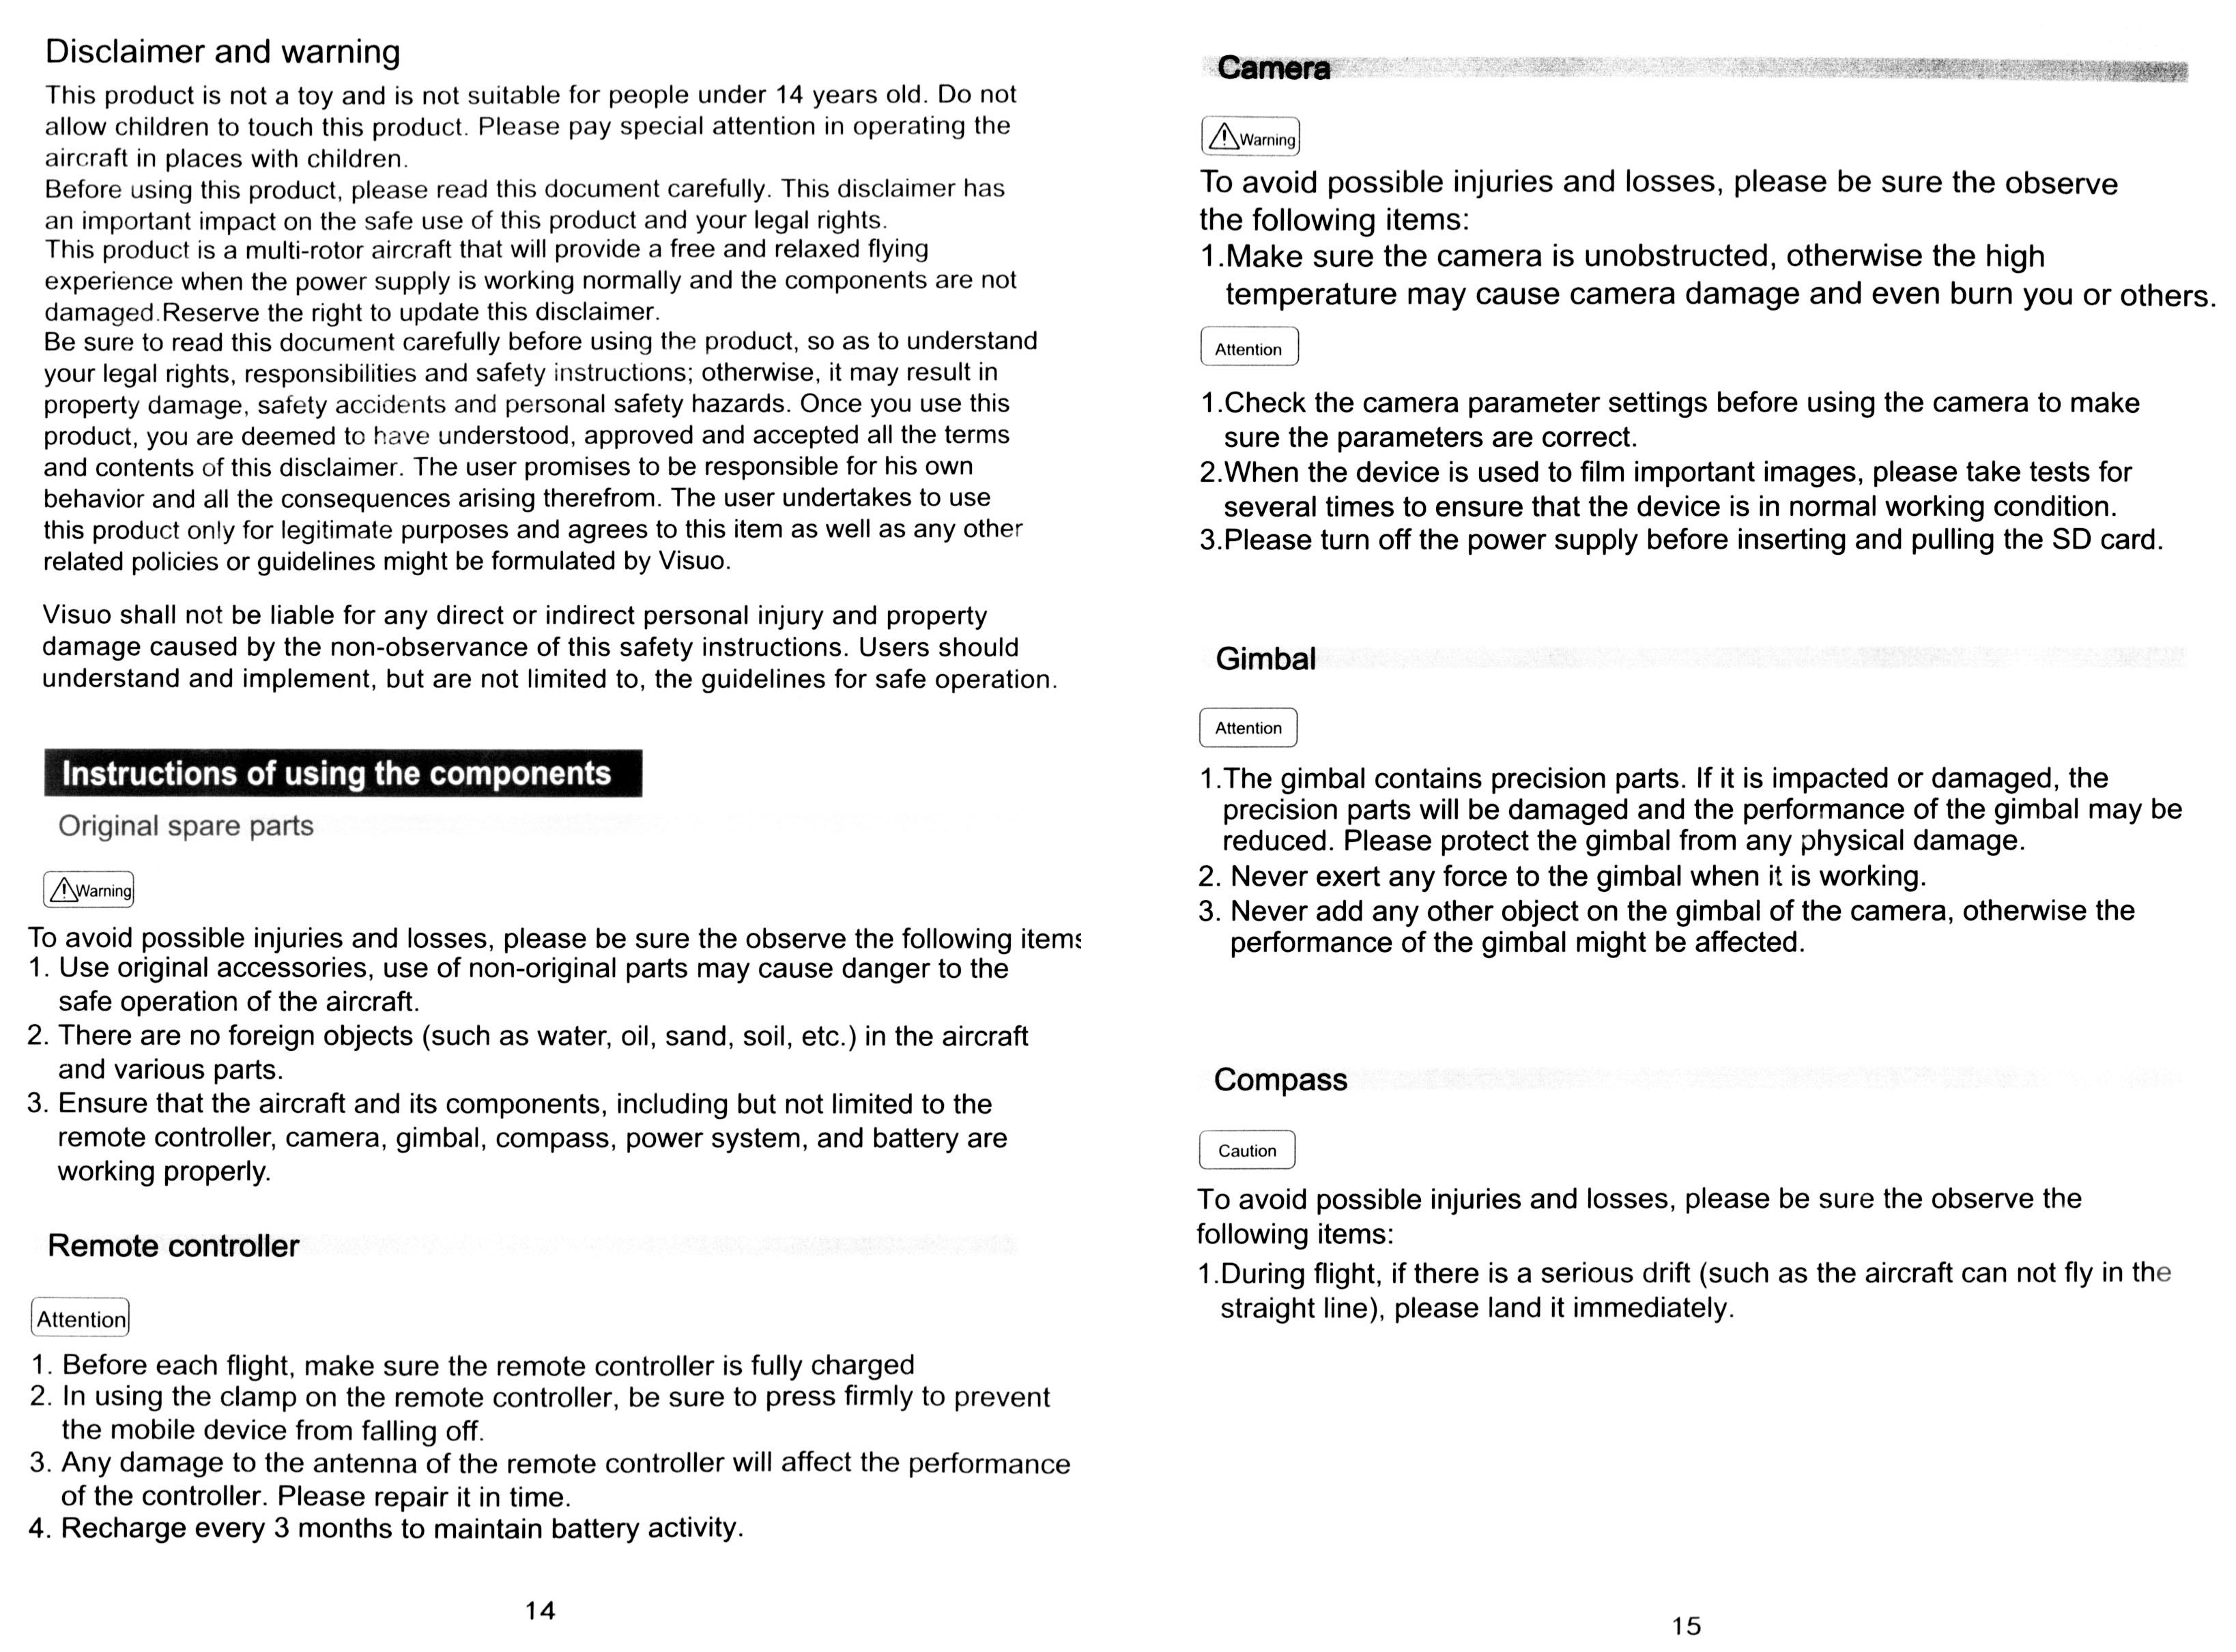 Disclaimer and warning
This product is not a toy and is not suitable for people under 14 years old. Do not
allow children to touch this product. Please pay special attention in operating the
aircraft in places with children.
Before using this product, please read this document carefully. This disclaimer has
an important impact on the safe use of this product and your legal rights.
This product is a multi-rotor aircraft that will provide a free and relaxed flying
experience when the power supply is working normally and the components are not
damaged.Reserve the right to update this disclaimer.
Be sure to read this document carefully before using the product, so as to understand
your legal rights, responsibilities and safety instructions; otherwise, it may result in
property damage, safety accidents and personal safety hazards. Once you use this
product, you are deemed to have understood, approved and accepted all the terms
and contents of this disclaimer. The user promises to be responsible for his own
behavior and all the consequences arising therefrom. The user undertakes to use
this product only for legitimate purposes and agrees to this item as well as any other
related policies or guidelines might be formulated by Visuo.
Visuo shall not be liable for any direct or indirect personal injury and property
damage caused by the non-observance of this safety instructions. Users should
understand and implement, but are not limited to, the guidelines for safe operation.
Instructions of using the components
Original spare parts
Warning
To avoid possible injuries and losses, please be sure the observe the following items
1. Use original accessories, use of non-original parts may cause danger to the
safe operation of the aircraft.
2. There are no foreign objects (such as water, oil, sand, soil, etc.) in the aircraft
and various parts.
3. Ensure that the aircraft and its components, including but not limited to the
remote controller, camera, gimbal, compass, power system, and battery are
working properly.
Remote controller
Attention
1. Before each flight, make sure the remote controller is fully charged
2. In using the clamp on the remote controller, be sure to press firmly to prevent
the mobile device from falling off.
3. Any damage to the antenna of the remote controller will affect the performance
of the controller. Please repair it in time.
4. Recharge every 3 months to maintain battery activity.
14
Camera
Warning
To avoid possible injuries and losses, please be sure the observe
the following items:
1.Make sure the camera is unobstructed, otherwise the high
temperature may cause camera damage and even burn you or others.
Attention
1.Check the camera parameter settings before using the camera to make
sure the parameters are correct.
2.When the device is used to film important images, please take tests for
several times to ensure that the device is in normal working condition.
3.Please turn off the power supply before inserting and pulling the SD card.
Gimbal
Attention
1.The gimbal contains precision parts. If it is impacted or damaged, the
precision parts will be damaged and the performance of the gimbal may be
reduced. Please protect the gimbal from any physical damage.
2. Never exert any force to the gimbal when it is working.
3. Never add any other object on the gimbal of the camera, otherwise the
performance of the gimbal might be affected.
Compass
Caution
To avoid possible injuries and losses, please be sure the observe the
following items:
1.During flight, if there is a serious drift (such as the aircraft can not fly in the
straight line), please land it immediately.
15